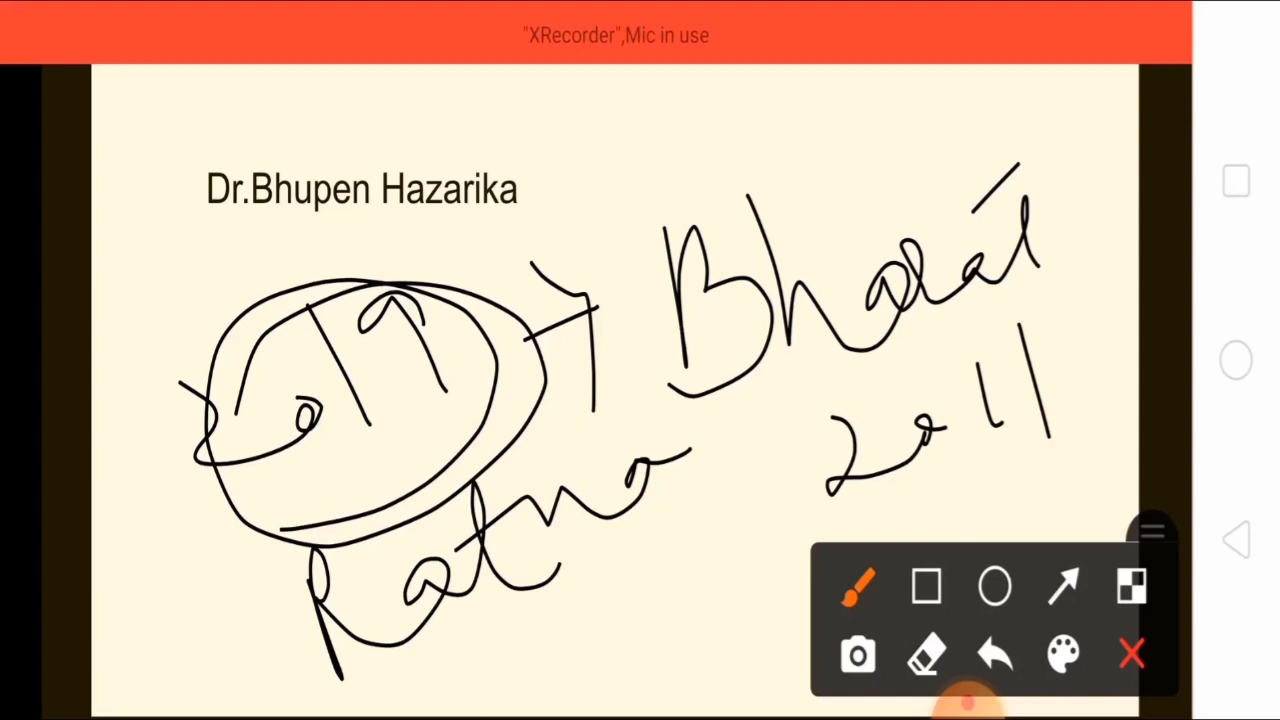 "XRecorder",Mic in use
Dr.Bhupen Hazarika
Bharat
Ratna
2019
2011